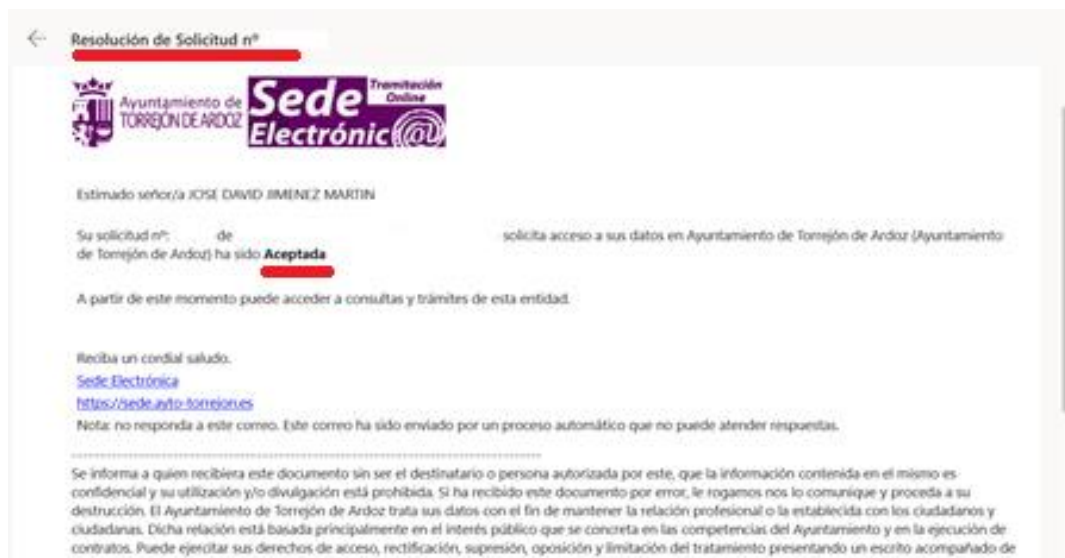 Resolución de Solicitud nº
Ayuntamiento de
TORREJÓN DE ARDOZ
Sede
Electrónic@
Tramitación
Online
Estimado señor/a JOSE DAVID JIMENEZ MARTIN
Su solicitud nº: de solicita acceso a sus datos en Ayuntamiento de Torrejón de Ardoz (Ayuntamiento
de Torrejón de Ardoz) ha sido Aceptada
A partir de este momento puede acceder a consultas y trámites de esta entidad.
Reciba un cordial saludo.
Sede Electrónica
https://sede.ayto-torrejon.es
Nota: no responda a este correo. Este correo ha sido enviado por un proceso automático que no puede atender respuestas.
Se informa a quien recibiera este documento sin ser el destinatario o persona autorizada por este, que la información contenida en el mismo es
confidencial y su utilización y/o divulgación está prohibida. Si ha recibido este documento por error, le rogamos nos lo comunique y proceda a su
destrucción. El Ayuntamiento de Torrejón de Ardoz trata sus datos con el fin de mantener la relación profesional o la establecida con los ciudadanos y
ciudadanas. Dicha relación está basada principalmente en el interés público que se concreta en las competencias del Ayuntamiento y en la ejecución de
contratos. Puede ejercitar sus derechos de acceso, rectificación, supresión, oposición y limitación del tratamiento presentando un escrito acompañado de